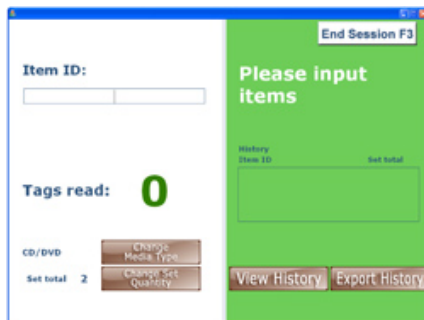 End Session F3
Item ID:
Please input
items
History
Item ID Set total
Tags read: 0
CD/DVD
Change
Media Type
Set total 2
Change Set
Quantity
View History
Export History